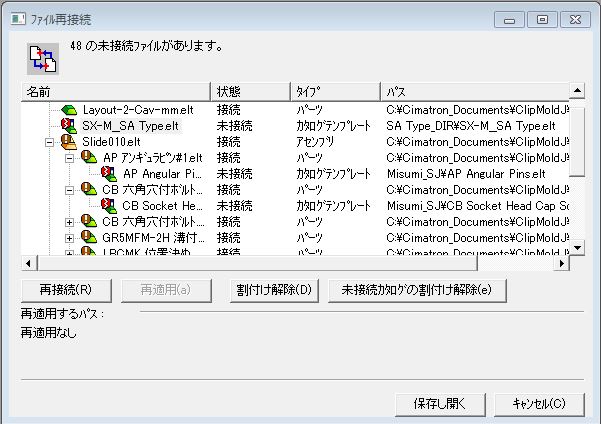 ファイル再接続
48 の未接続ファイルがあります。
名前 状態 ﾀｲﾌﾟ パス
Layout-2-Cav-mm.elt 接続 パーツ C:¥Cimatron_Documents¥ClipMoldJ¥
SX-M_SA Type.elt 未接続 ｶﾀﾛｸﾞﾃﾝﾌﾟﾚｰﾄ SA Type_DIR¥SX-M_SA Type.elt
Slide010.elt 接続 アセンブリ C:¥Cimatron_Documents¥ClipMoldJ¥
AP アンギュラピン#1.elt 接続 パーツ C:¥Cimatron_Documents¥ClipMoldJ¥
AP Angular Pi... 未接続 ｶﾀﾛｸﾞﾃﾝﾌﾟﾚｰﾄ Misumi_SJ¥AP Angular Pins.elt
CB 六角穴付ボルト... 接続 パーツ C:¥Cimatron_Documents¥ClipMoldJ¥
CB Socket He... 未接続 ｶﾀﾛｸﾞﾃﾝﾌﾟﾚｰﾄ Misumi_SJ¥CB Socket Head Cap Sc
CB 六角穴付ボルト... 接続 パーツ C:¥Cimatron_Documents¥ClipMoldJ¥
GR5MFM-2H 溝付... 接続 パーツ C:¥Cimatron_Documents¥ClipMoldJ¥
LBCMK 位置決め 接続 パーツ C:¥Cimatron_Documents¥ClipMoldJ¥
再接続(R) 再適用(a) 割付け解除(D) 未接続ｶﾀﾛｸﾞの割付け解除(e)
再適用するﾊﾟｽ :
再適用なし
保存し開く ｷｬﾝｾﾙ(C)